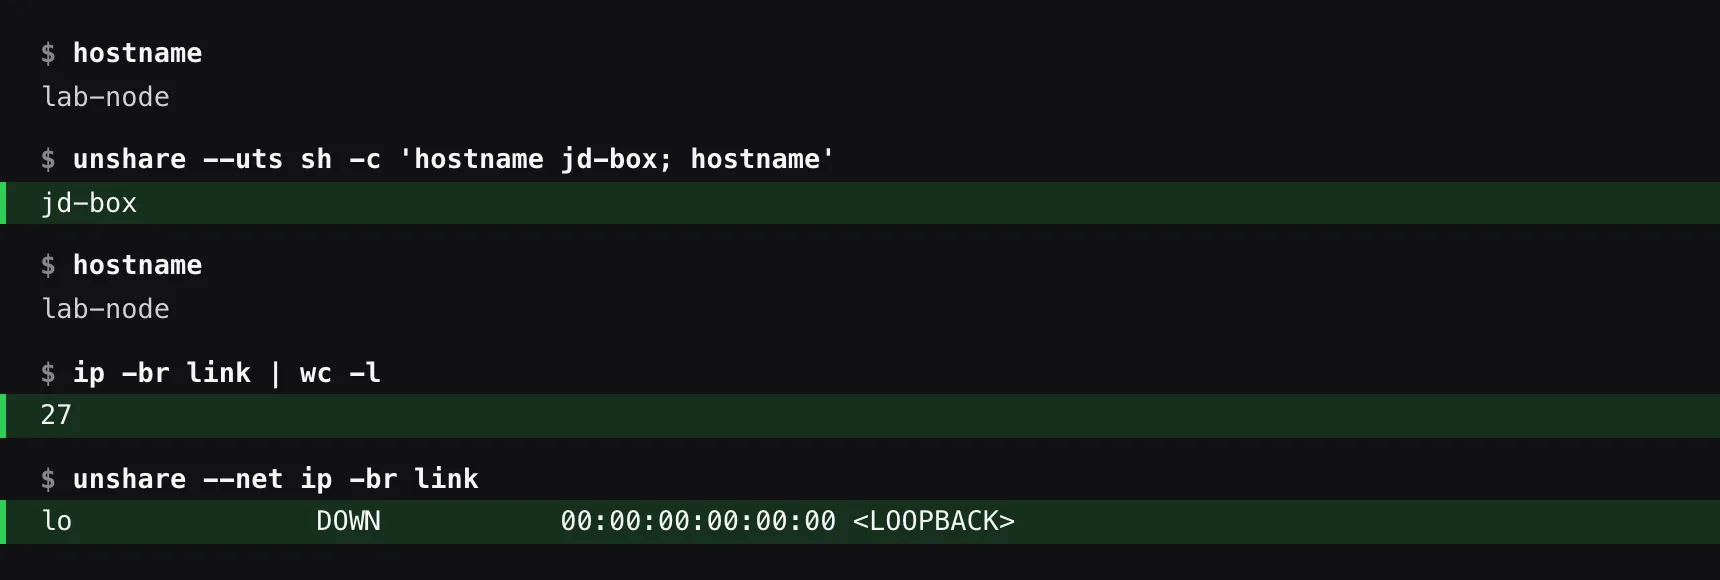 $ hostname
lab-node
$ unshare --uts sh -c 'hostname jd-box; hostname'
jd-box
$ hostname
lab-node
$ ip -br link | wc -l
27
$ unshare --net ip -br link
lo               DOWN           00:00:00:00:00:00 <LOOPBACK>